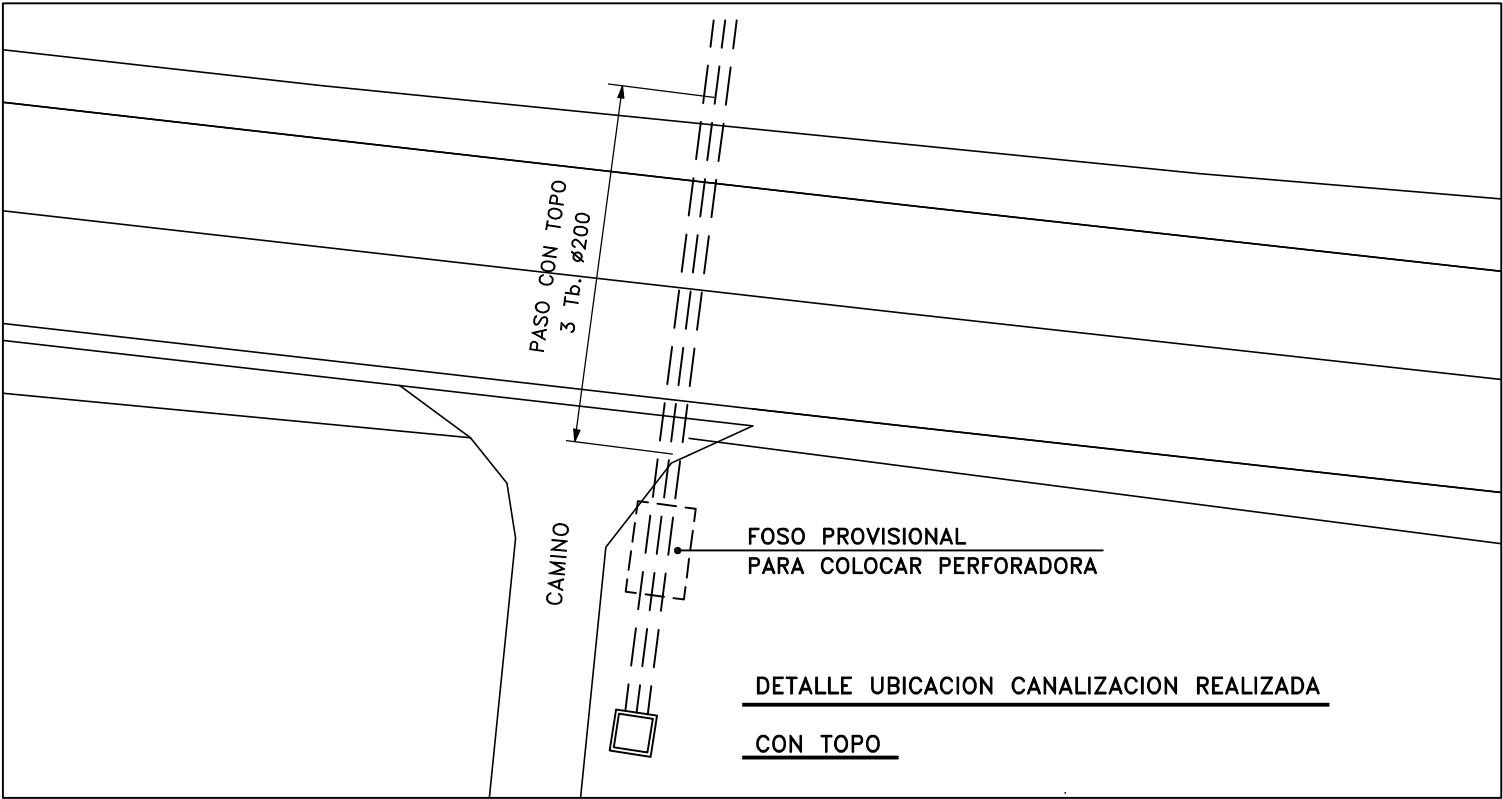 PASO CON TOPO
3 Tb. ø200
CAMINO
FOSO PROVISIONAL
PARA COLOCAR PERFORADORA
DETALLE UBICACION CANALIZACION REALIZADA
CON TOPO